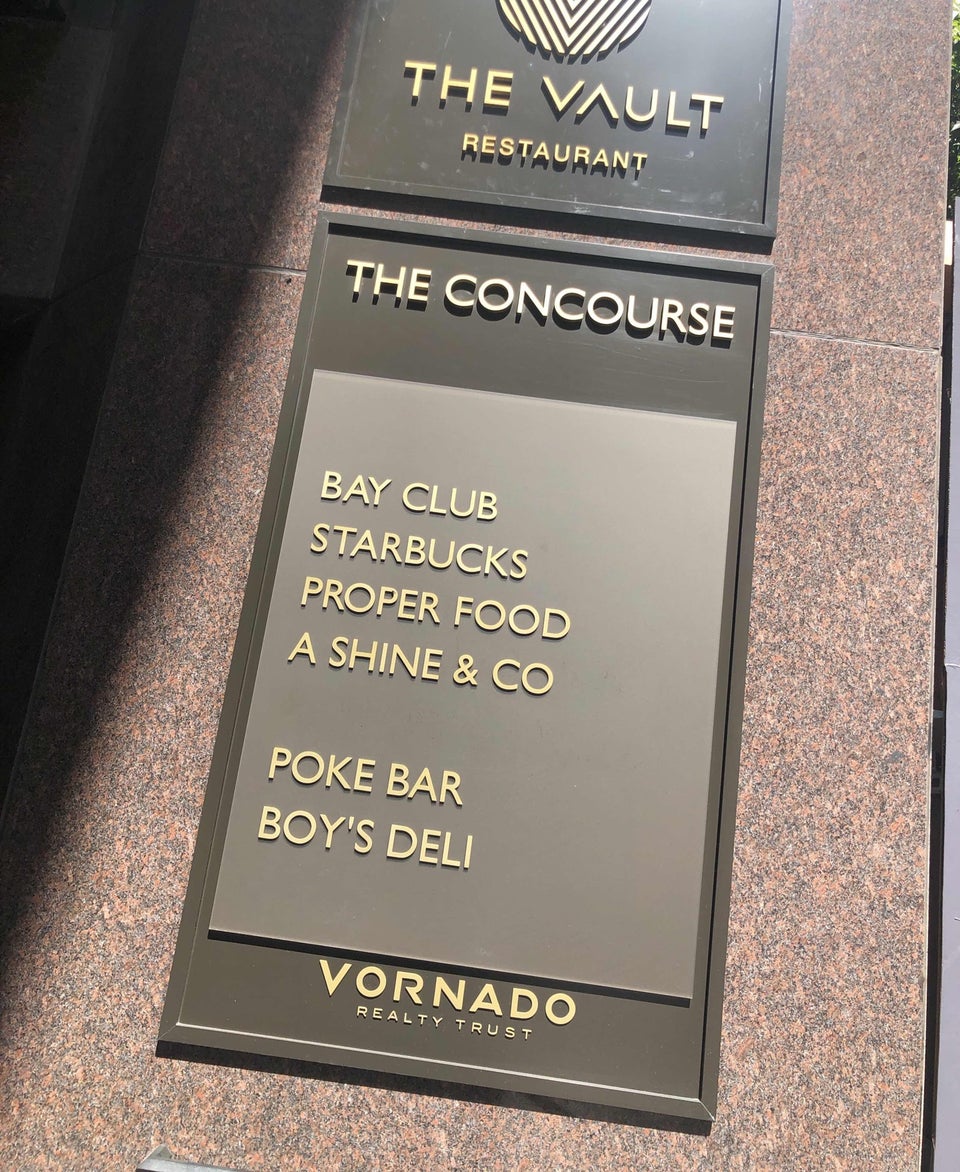 THE VAULT
RESTAURANT
THE CONCOURSE
BAY CLUB
STARBUCKS
PROPER FOOD
A SHINE & CO
POKE BAR
BOY'S DELI
VORNADO
REALTY TRUST